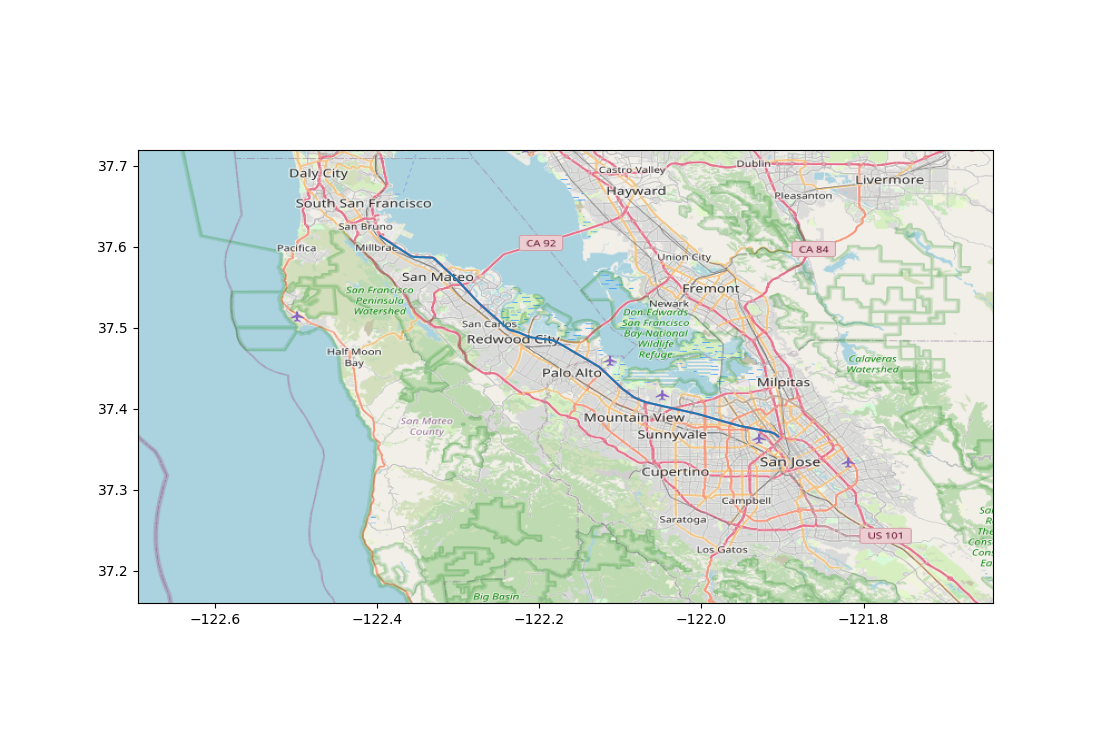 37.7
37.6
37.5
37.4
37.3
37.2
Daly City
South San Francisco
San Bruno
Pacifica
Millbrae
San Mateo
San Francisco
Peninsula
Watershed
Half Moon
Bay
San Carlos
Redwood City
Palo Alto
San Mateo
County
Mountain View
Sunnyvale
Cupertino
San Jose
Campbell
Saratoga
Los Gatos
Big Basin
CA 92
Castro Valley
Hayward
Dublin
Livermore
Pleasanton
CA 84
Union City
Fremont
Newark
Don Edwards
San Francisco
Bay National
Wildlife
Refuge
Calaveras
Watershed
Milpitas
US 101
−122.6
−122.4
−122.2
−122.0
−121.8